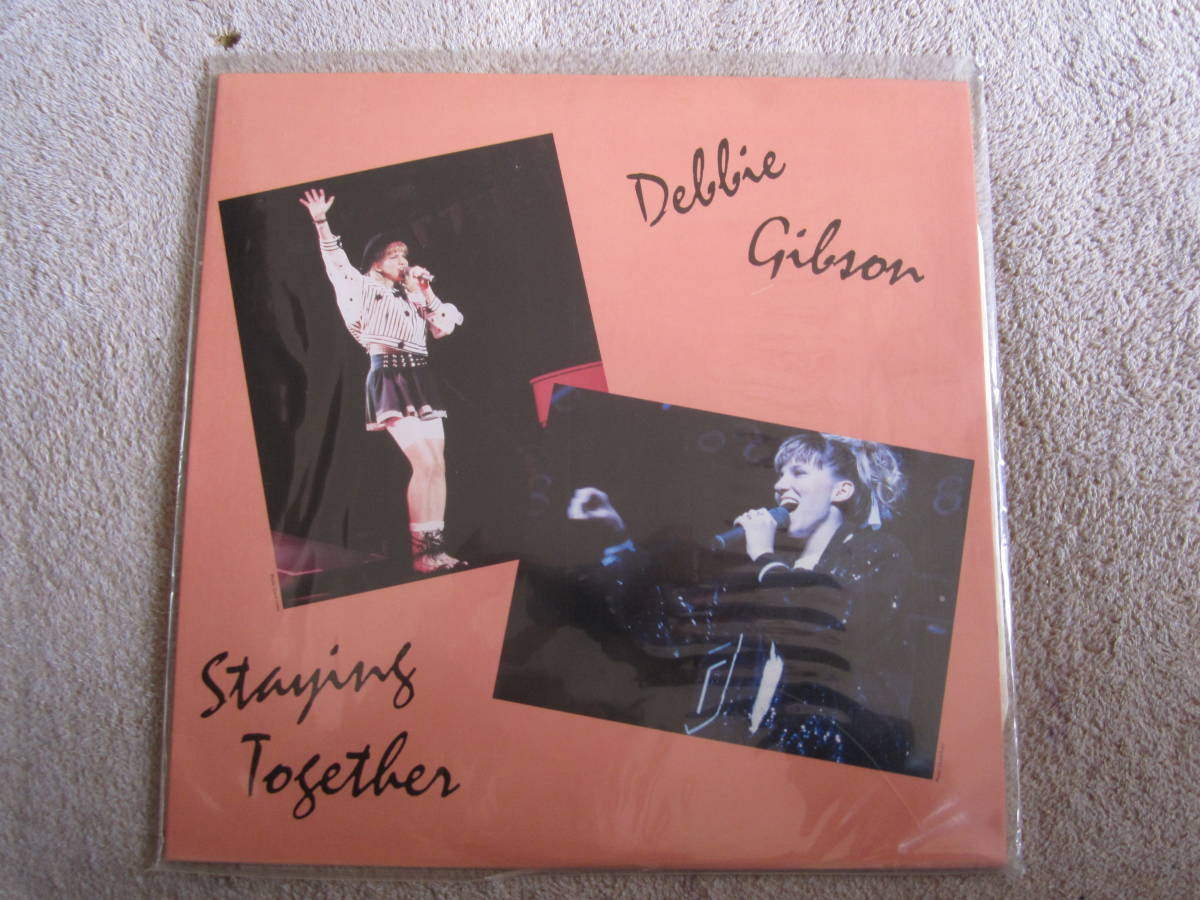 Debbie
Gibson
Staying
Together